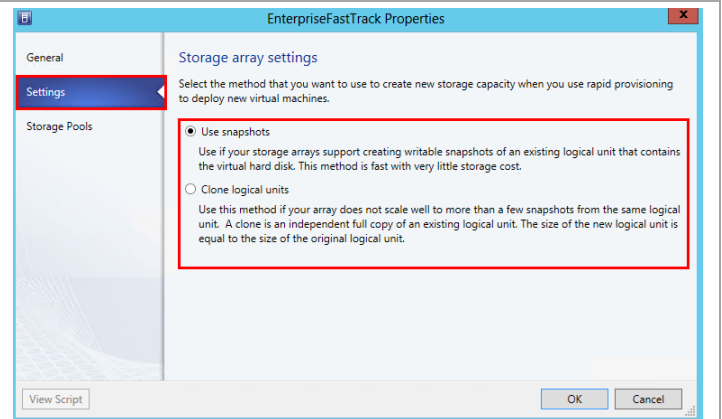 EnterpriseFastTrack Properties
x
General
Settings
Storage Pools
Storage array settings
Select the method that you want to use to create new storage capacity when you use rapid provisioning
to deploy new virtual machines.
Use snapshots
Use if your storage arrays support creating writable snapshots of an existing logical unit that contains
the virtual hard disk. This method is fast with very little storage cost.
Clone logical units
Use this method if your array does not scale well to more than a few snapshots from the same logical
unit.  A clone is an independent full copy of an existing logical unit. The size of the new logical unit is
equal to the size of the original logical unit.
View Script
OK
Cancel